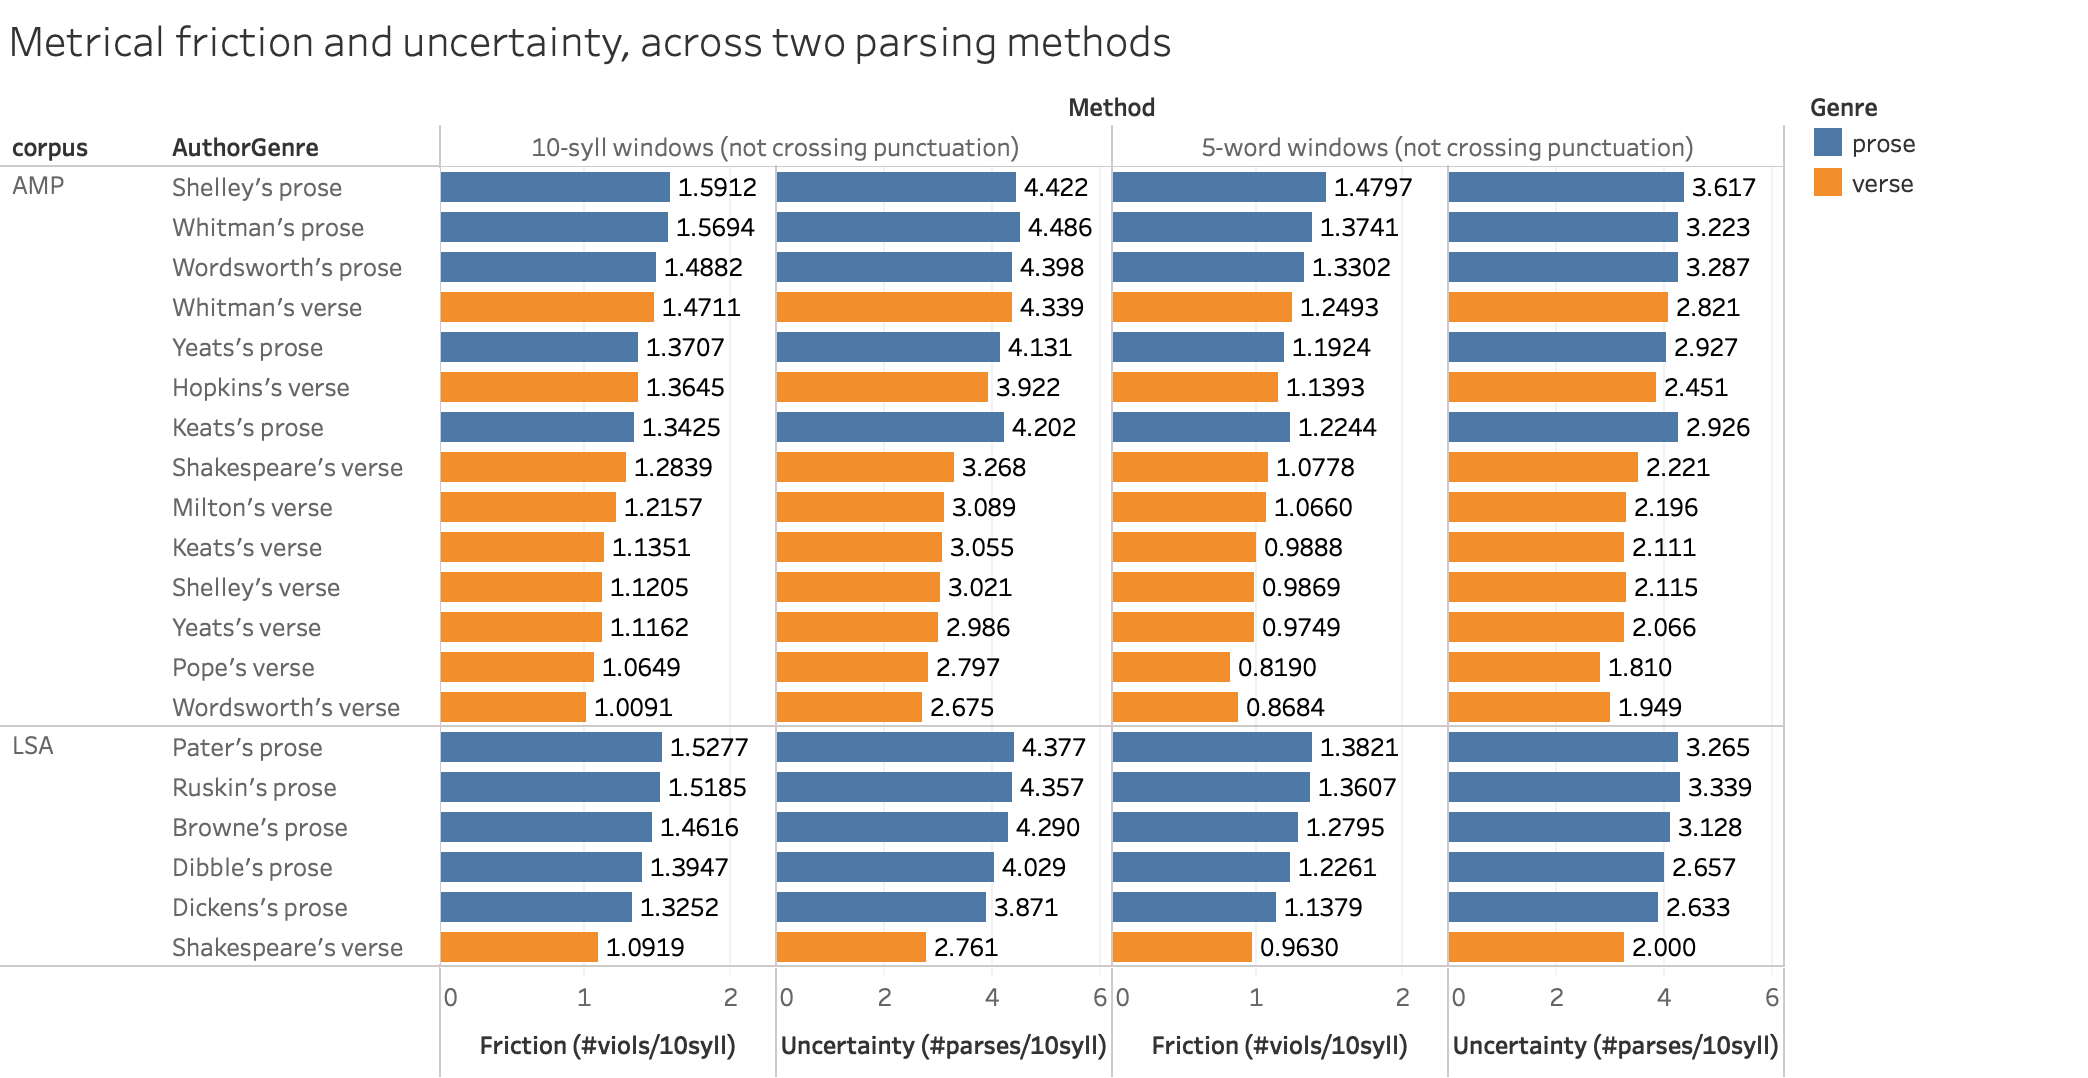 Metrical friction and uncertainty, across two parsing methods
Method
Genre
corpus AuthorGenre 10-syll windows (not crossing punctuation) 5-word windows (not crossing punctuation)
prose
verse
AMP Shelley’s prose 1.5912 4.422 1.4797 3.617
Whitman’s prose 1.5694 4.486 1.3741 3.223
Wordsworth’s prose 1.4882 4.398 1.3302 3.287
Whitman’s verse 1.4711 4.339 1.2493 2.821
Yeats’s prose 1.3707 4.131 1.1924 2.927
Hopkins’s verse 1.3645 3.922 1.1393 2.451
Keats’s prose 1.3425 4.202 1.2244 2.926
Shakespeare’s verse 1.2839 3.268 1.0778 2.221
Milton’s verse 1.2157 3.089 1.0660 2.196
Keats’s verse 1.1351 3.055 0.9888 2.111
Shelley’s verse 1.1205 3.021 0.9869 2.115
Yeats’s verse 1.1162 2.986 0.9749 2.066
Pope’s verse 1.0649 2.797 0.8190 1.810
Wordsworth’s verse 1.0091 2.675 0.8684 1.949
LSA Pater’s prose 1.5277 4.377 1.3821 3.265
Ruskin’s prose 1.5185 4.357 1.3607 3.339
Browne’s prose 1.4616 4.290 1.2795 3.128
Dibble’s prose 1.3947 4.029 1.2261 2.657
Dickens’s prose 1.3252 3.871 1.1379 2.633
Shakespeare’s verse 1.0919 2.761 0.9630 2.000
0 1 2 0 2 4 6 0 1 2 0 2 4 6
Friction (#viols/10syll) Uncertainty (#parses/10syll) Friction (#viols/10syll) Uncertainty (#parses/10syll)